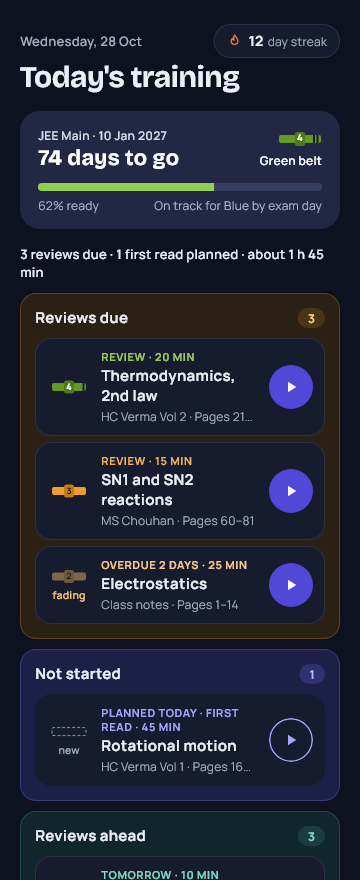 Wednesday, 28 Oct
12 day streak
Today's training
JEE Main · 10 Jan 2027
4
74 days to go
Green belt
62% ready
On track for Blue by exam day
3 reviews due · 1 first read planned · about 1 h 45
min
Reviews due
3
REVIEW · 20 MIN
4
Thermodynamics,
2nd law
HC Verma Vol 2 · Pages 21…
REVIEW · 15 MIN
3
SN1 and SN2
reactions
MS Chouhan · Pages 60–81
OVERDUE 2 DAYS · 25 MIN
2
Electrostatics
fading
Class notes · Pages 1–14
Not started
1
PLANNED TODAY · FIRST
READ · 45 MIN
Rotational motion
new
HC Verma Vol 1 · Pages 16…
Reviews ahead
3
TOMORROW · 10 MIN